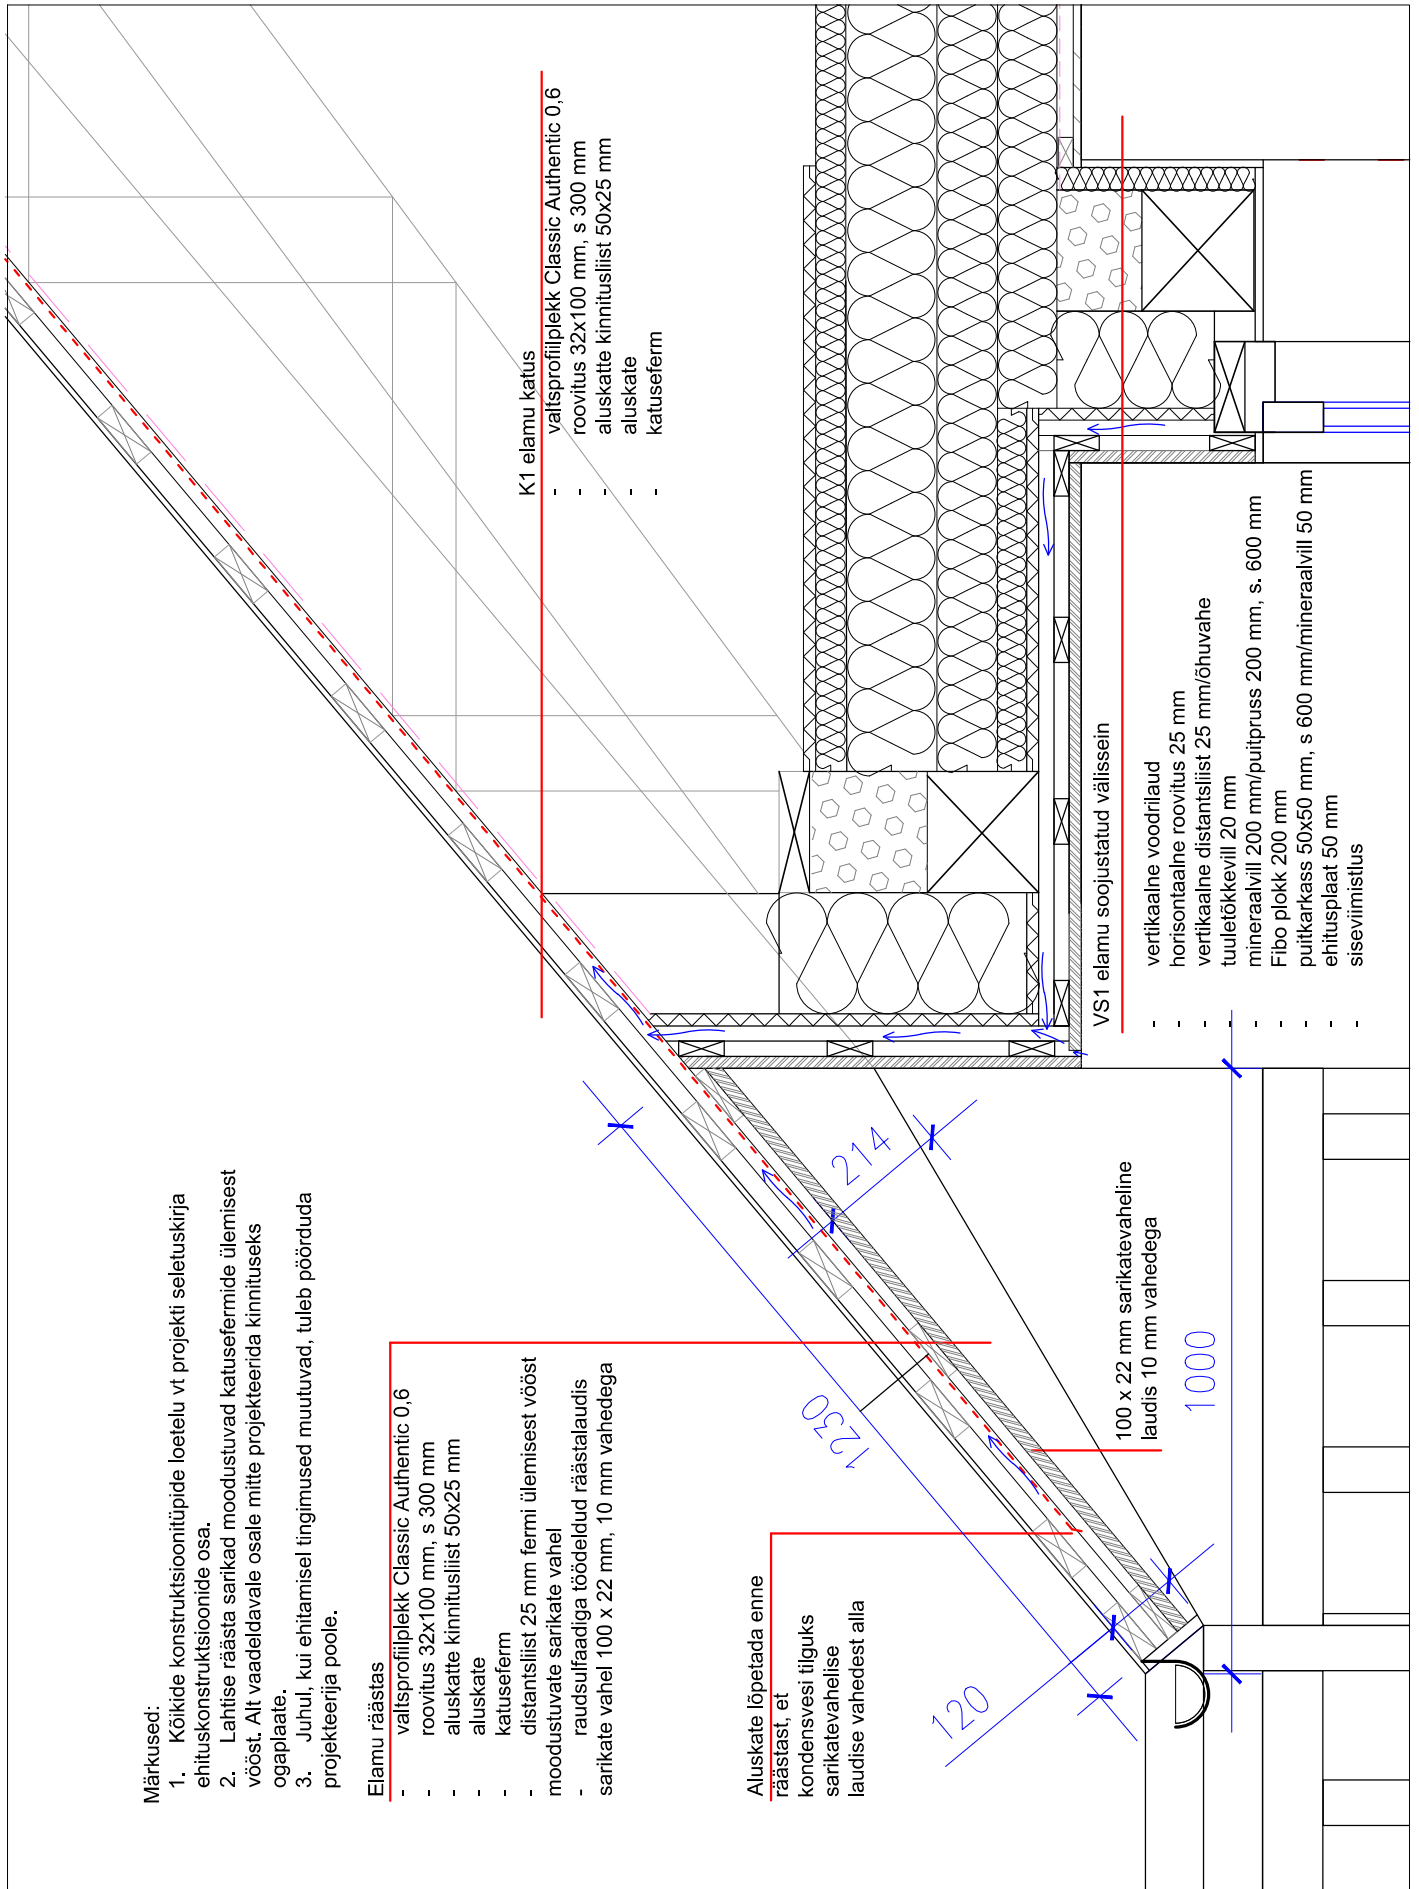 Märkused:
1. Kõikide konstruktsioonitüüpide loetelu vt projekti seletuskirja
ehituskonstruktsioonide osa.
2. Lahtise räästa sarikad moodustuvad katusefermide ülemisest
vööst. Alt vaadeldavale osale mitte projekteerida kinnituseks
ogaplaate.
3. Juhul, kui ehitamisel tingimused muutuvad, tuleb pöörduda
projekteerija poole.
Elamu räästas
- valtsprofiilplekk Classic Authentic 0,6
- roovitus 32x100 mm, s 300 mm
- aluskatte kinnitusliist 50x25 mm
- aluskate
- katuseferm
- distantsliist 25 mm fermi ülemisest vööst
moodustuvate sarikate vahel
- raudsulfaadiga töödeldud räästalaudis
sarikate vahel 100 x 22 mm, 10 mm vahedega
Aluskate lõpetada enne
räästast, et
kondensvesi tilguks
sarikatevahelise
laudise vahedest alla
K1 elamu katus
- valtsprofiilplekk Classic Authentic 0,6
- roovitus 32x100 mm, s 300 mm
- aluskatte kinnitusliist 50x25 mm
- aluskate
- katuseferm
1230
214
120
100 x 22 mm sarikatevaheline
laudis 10 mm vahedega
1000
VS1 elamu soojustatud välissein
- vertikaalne voodrilaud
- horisontaalne roovitus 25 mm
- vertikaalne distantsliist 25 mm/õhuvahe
- tuuletõkkevill 20 mm
- mineraalvill 200 mm/puitpruss 200 mm, s. 600 mm
- Fibo plokk 200 mm
- puitkarkass 50x50 mm, s 600 mm/mineraalvill 50 mm
- ehitusplaat 50 mm
- siseviimistlus